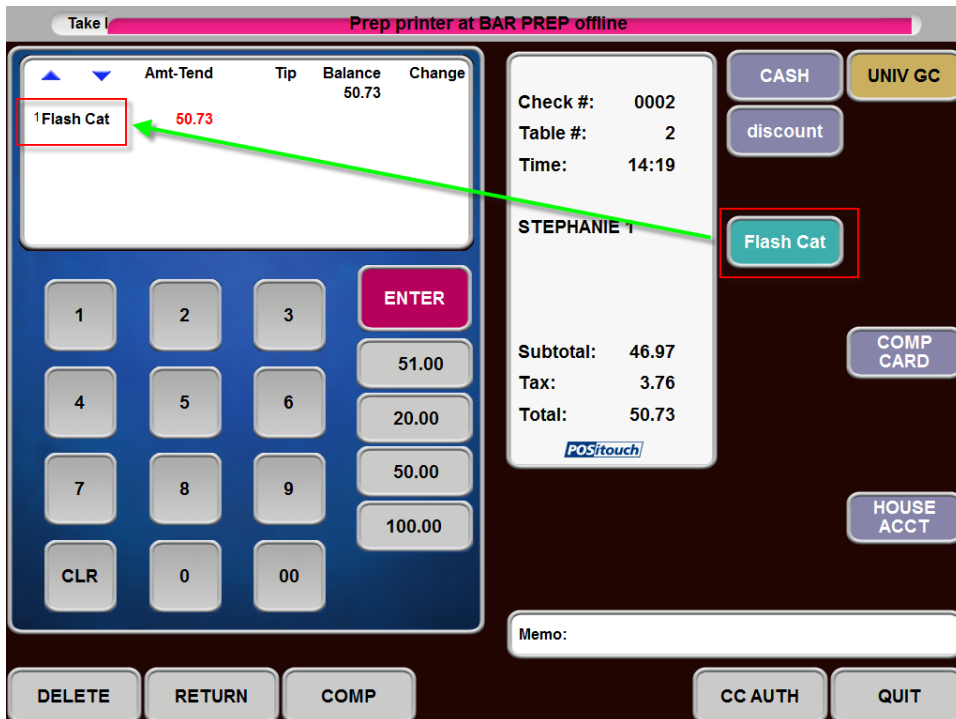 Take
Prep printer at BAR PREP offline
Amt-Tend Tip Balance Change
50.73
1 Flash Cat 50.73
Check #: 0002
Table #: 2
Time: 14:19
STEPHANIE 1
Subtotal: 46.97
Tax: 3.76
Total: 50.73
POSitouch
CASH
UNIV GC
discount
Flash Cat
COMP
CARD
HOUSE
ACCT
1 2 3 ENTER
51.00
4 5 6
20.00
50.00
7 8 9
100.00
CLR 0 00
Memo:
DELETE RETURN COMP CC AUTH QUIT